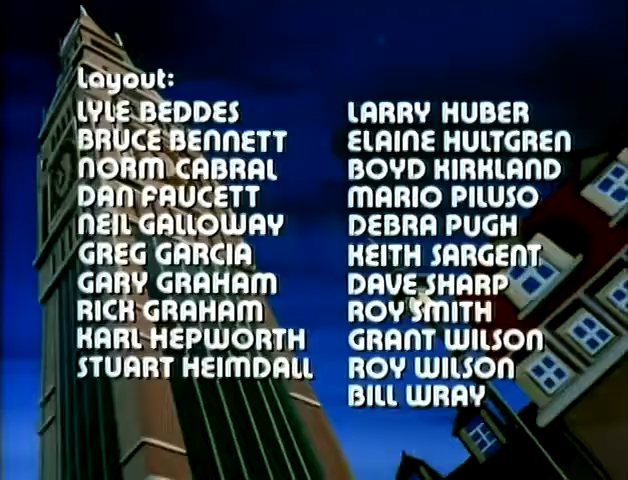 Layout:
LYLE BEDDES
BRUCE BENNETT
NORM CABRAL
DAN FAUCETT
NEIL GALLOWAY
GREG GARCIA
GARY GRAHAM
RICK GRAHAM
KARL HEPWORTH
STUART HEIMDALL
LARRY HUBER
ELAINE HULTGREN
BOYD KIRKLAND
MARIO PILUSO
DEBRA PUGH
KEITH SARGENT
DAVE SHARP
ROY SMITH
GRANT WILSON
ROY WILSON
BILL WRAY